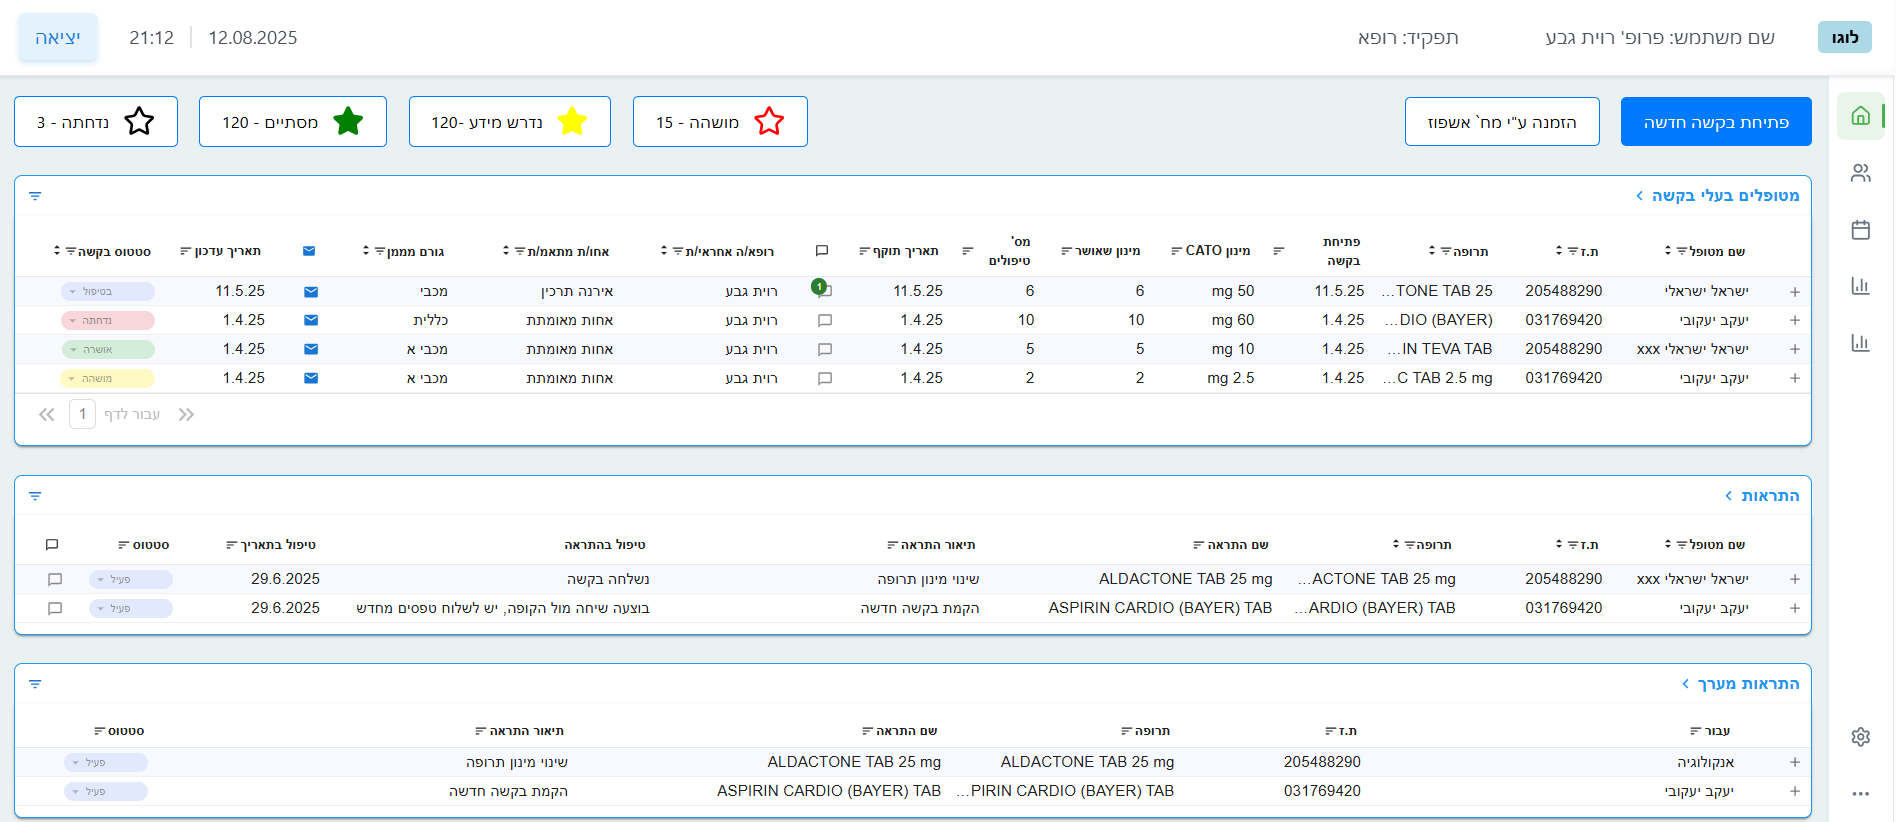 לוגו
שם משתמש: פרופ' רוית גבע
תפקיד: רופא
12.08.2025
21:12
יציאה
פתיחת בקשה חדשה
הזמנה ע"י מח` אשפוז
מושהה - 15
נדרש מידע -120
מסתיים - 120
נדחתה - 3
מטופלים בעלי בקשה
שם מטופל ת.ז תרופה פתיחת בקשה מינון CATO מינון שאושר מס' טיפולים תאריך תוקף רופא/ה אחראי/ת אחו/ת מתאמ/ת גורם מממן תאריך עדכון סטטוס בקשה
ישראל ישראלי 205488290 ...TONE TAB 25 11.5.25 50 mg 6 6 11.5.25 1 רוית גבע אירנה תרכין מכבי 11.5.25 בטיפול
יעקב יעקובי 031769420 ...DIO (BAYER) 1.4.25 60 mg 10 10 1.4.25 רוית גבע אחות מאומתת כללית 1.4.25 נדחתה
ישראל ישראלי xxx 205488290 ...IN TEVA TAB 1.4.25 10 mg 5 5 1.4.25 רוית גבע אחות מאומתת מכבי א 1.4.25 אושרה
יעקב יעקובי 031769420 ...C TAB 2.5 mg 1.4.25 2.5 mg 2 2 1.4.25 רוית גבע אחות מאומתת מכבי א 1.4.25 מושהה
עבור לדף 1
התראות
שם מטופל ת.ז תרופה שם התראה תיאור התראה טיפול בהתראה טיפול בתאריך סטטוס
ישראל ישראלי xxx 205488290 ...ACTONE TAB 25 mg ALDACTONE TAB 25 mg שינוי מינון תרופה נשלחה בקשה 29.6.2025 פעיל
יעקב יעקובי 031769420 ...ARDIO (BAYER) TAB ASPIRIN CARDIO (BAYER) TAB הקמת בקשה חדשה בוצעה שיחה מול הקופה, יש לשלוח טפסים מחדש 29.6.2025 פעיל
התראות מערך
עבור ת.ז תרופה שם התראה תיאור התראה סטטוס
אנקולוגיה 205488290 ALDACTONE TAB 25 mg ALDACTONE TAB 25 mg שינוי מינון תרופה פעיל
יעקב יעקובי 031769420 ...PIRIN CARDIO (BAYER) TAB ASPIRIN CARDIO (BAYER) TAB הקמת בקשה חדשה פעיל